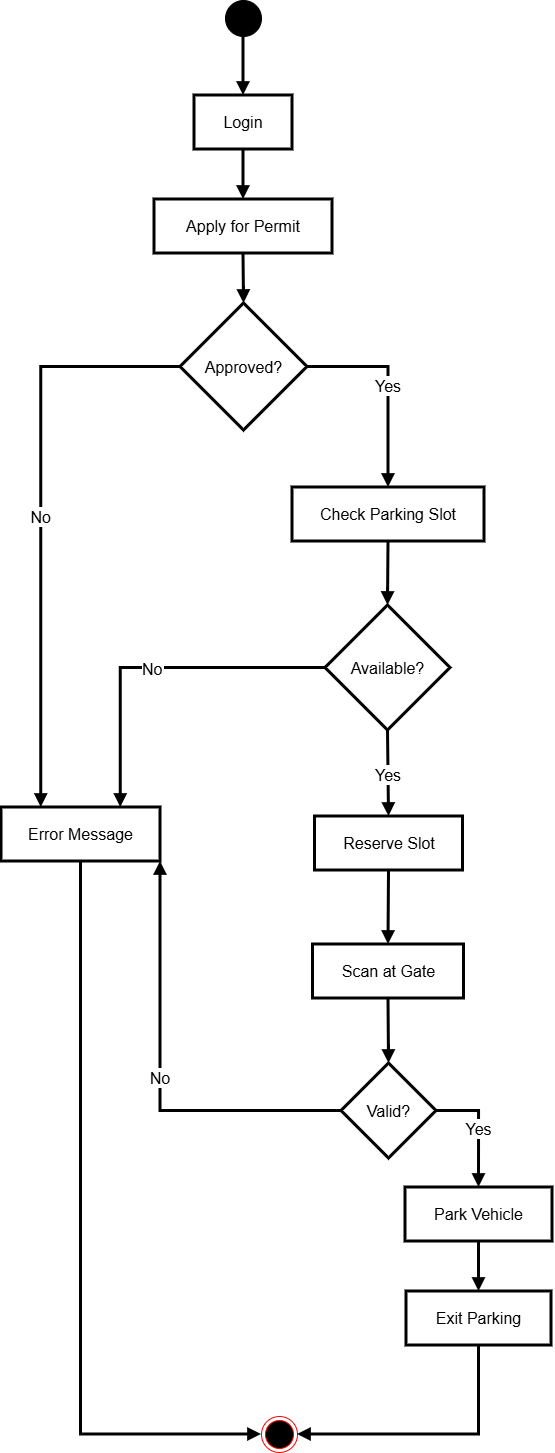 Login
Apply for Permit
Approved?
Yes
No
Check Parking Slot
Available?
No
Yes
Error Message
Reserve Slot
Scan at Gate
No
Valid?
Yes
Park Vehicle
Exit Parking